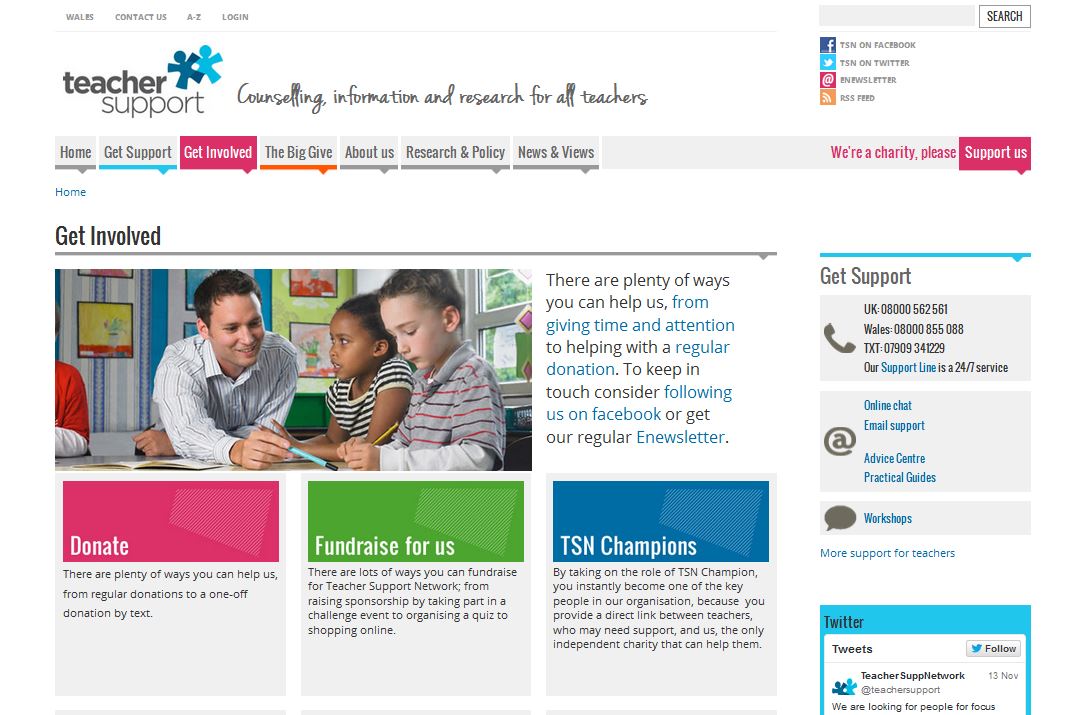 WALES CONTACT US A-Z LOGIN
SEARCH
TSN ON FACEBOOK
TSN ON TWITTER
ENEWSLETTER
RSS FEED
teacher
support
Counselling, information and research for all teachers
Home Get Support Get Involved The Big Give About us Research & Policy News & Views
We're a charity, please Support us
Home
Get Involved
There are plenty of ways
you can help us, from
giving time and attention
to helping with a regular
donation. To keep in
touch consider following
us on facebook or get
our regular Enewsletter.
Donate
There are plenty of ways you can help us,
from regular donations to a one-off
donation by text.
Fundraise for us
There are lots of ways you can fundraise
for Teacher Support Network; from
raising sponsorship by taking part in a
challenge event to organising a quiz to
shopping online.
TSN Champions
By taking on the role of TSN Champion,
you instantly become one of the key
people in our organisation, because you
provide a direct link between teachers,
who may need support, and us, the only
independent charity that can help them.
Get Support
UK: 08000 562 561
Wales: 08000 855 088
TXT: 07909 341229
Our Support Line is a 24/7 service
@
Online chat
Email support
Advice Centre
Practical Guides
Workshops
More support for teachers
Twitter
Tweets Follow
TeacherSuppNetwork 13 Nov
@teachersupport
We are looking for people for focus